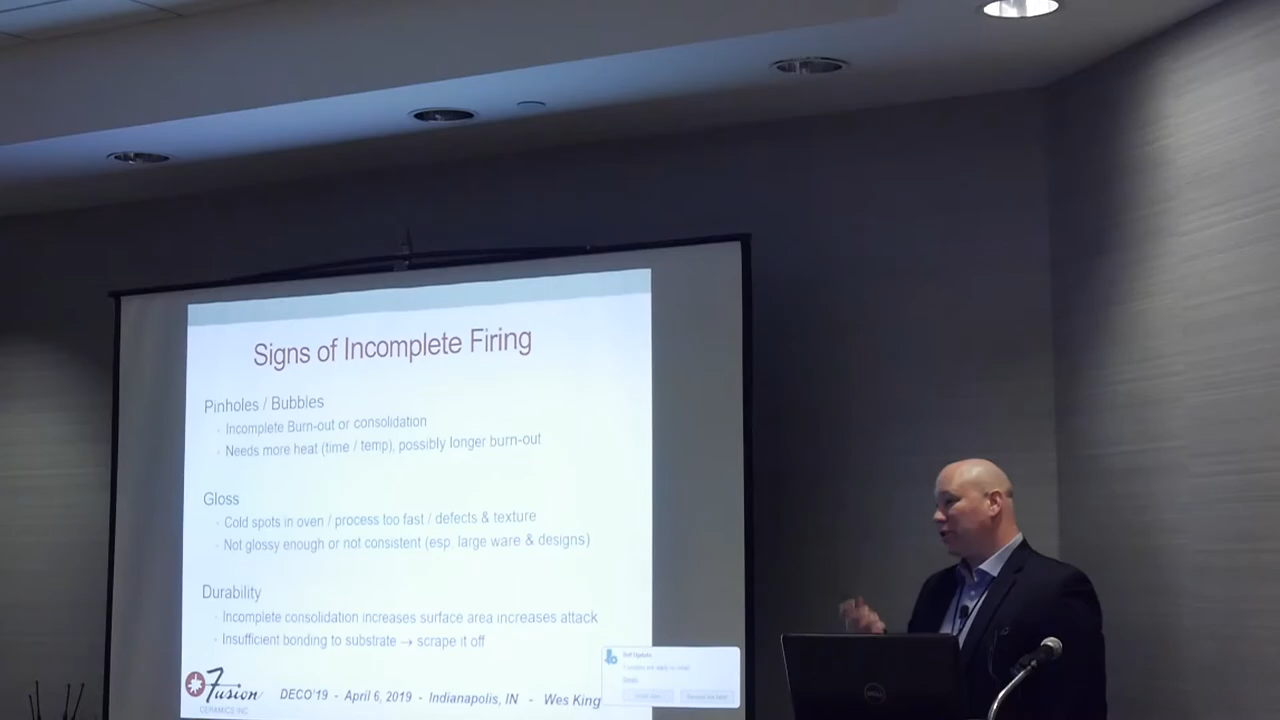 Signs of Incomplete Firing
Pinholes / Bubbles
Incomplete Burn-out or consolidation
Needs more heat (time / temp), possibly longer burn-out
Gloss
Cold spots in oven / process too fast / defects & texture
Not glossy enough or not consistent (esp. large ware & designs)
Durability
Incomplete consolidation increases surface area increases attack
Insufficient bonding to substrate → scrape it off
Fusion
CERAMICS INC
DECO'19 - April 6, 2019 - Indianapolis, IN - Wes King
Dell Update
DELL